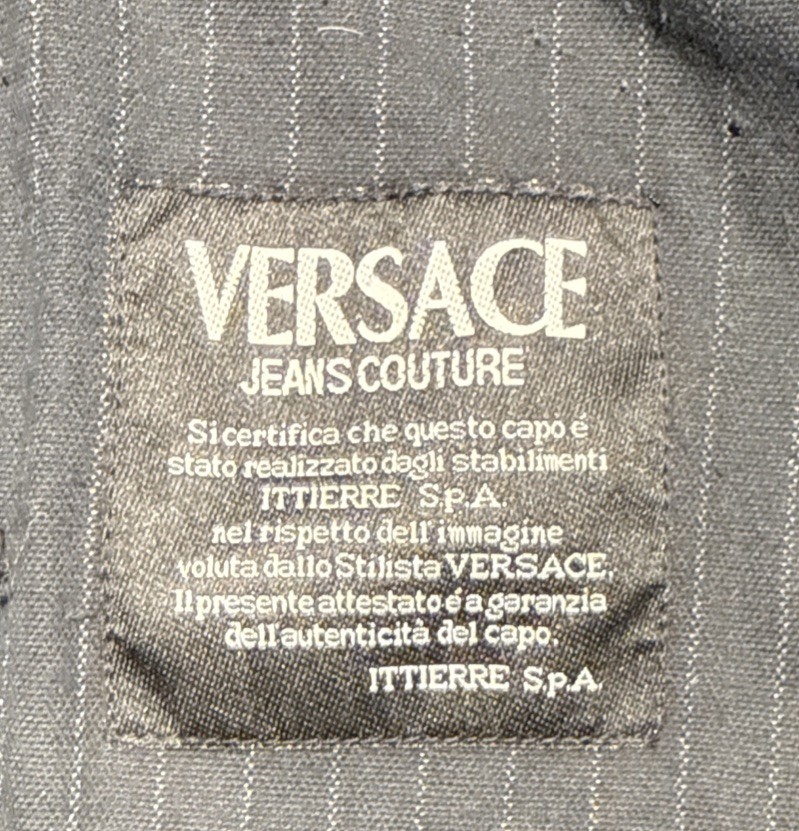 VERSACE
JEANS COUTURE
Si certifica che questo capo é
stato realizzato dagli stabilimenti
ITTIERRE S.p.A.
nel rispetto dell'immagine
voluta dallo Stilista VERSACE.
Il presente attestato é a garanzia
dell'autenticità del capo.
ITTIERRE S.p.A.